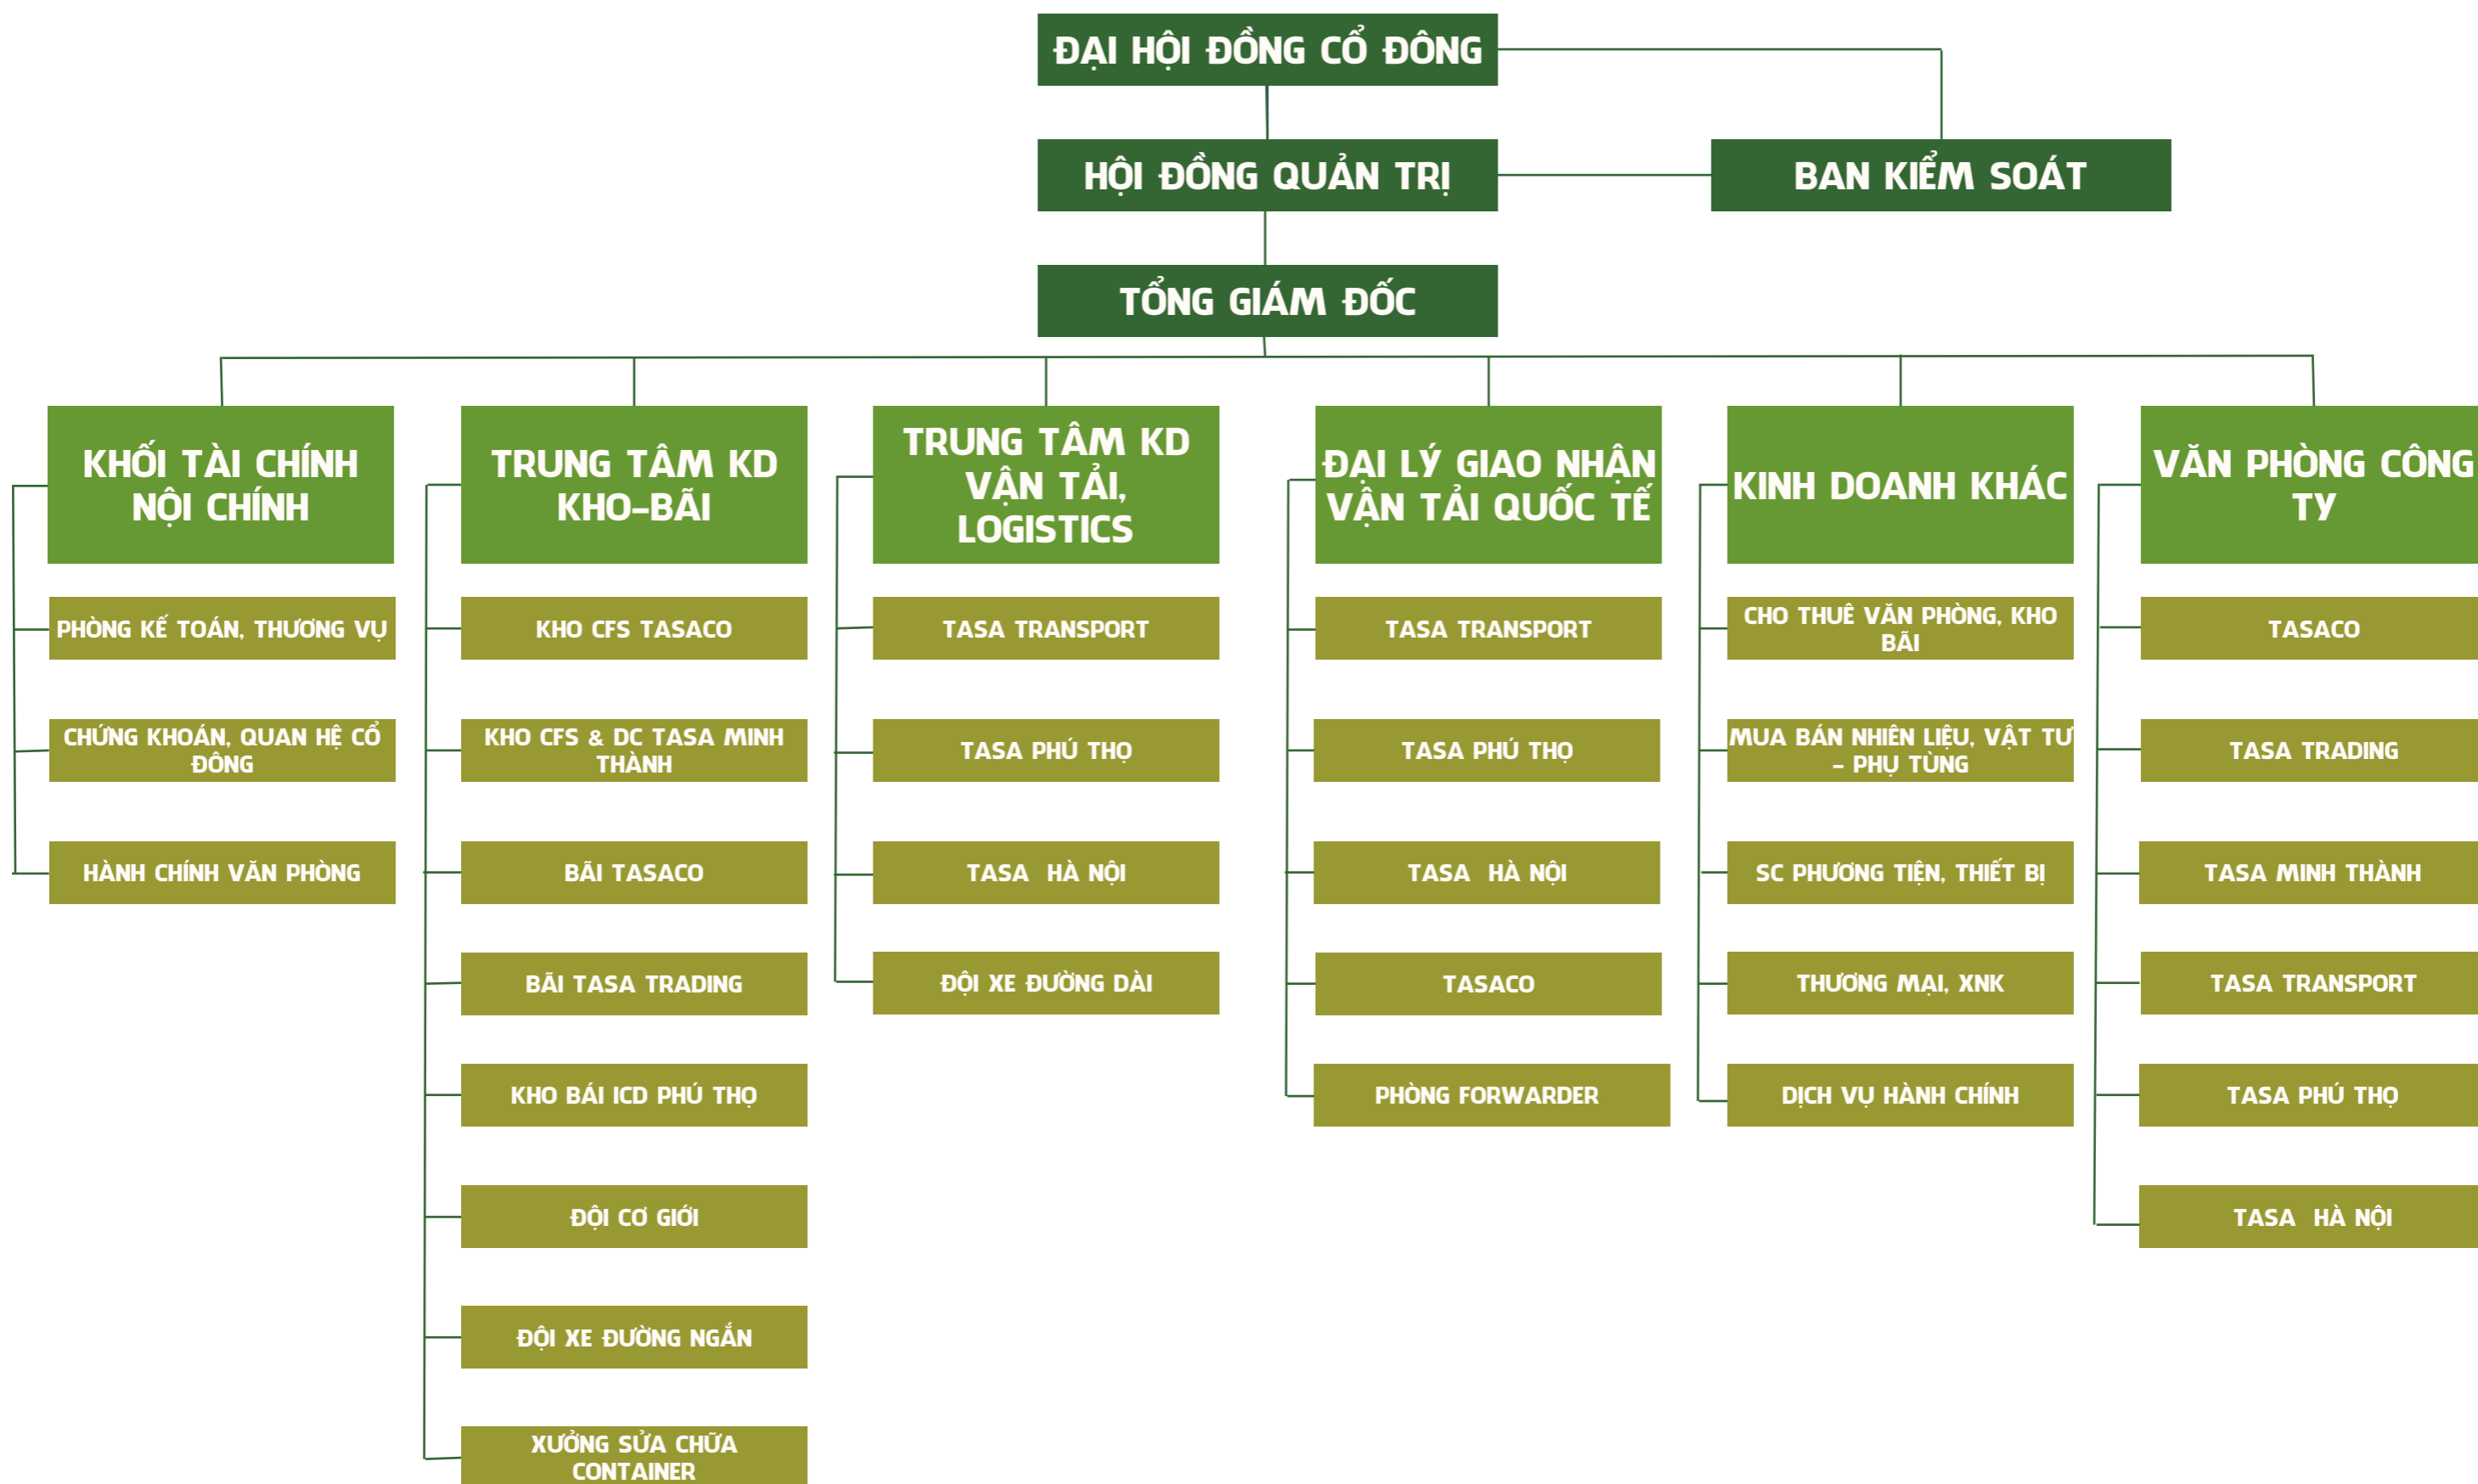 ĐẠI HỘI ĐỒNG CỔ ĐÔNG
HỘI ĐỒNG QUẢN TRỊ
BAN KIỂM SOÁT
TỔNG GIÁM ĐỐC
KHỐI TÀI CHÍNH
NỘI CHÍNH
PHÒNG KẾ TOÁN, THƯƠNG VỤ
CHỨNG KHOÁN, QUAN HỆ CỔ
ĐÔNG
HÀNH CHÍNH VĂN PHÒNG
TRUNG TÂM KD
KHO-BÃI
KHO CFS TASACO
KHO CFS & DC TASA MINH
THÀNH
BÃI TASACO
BÃI TASA TRADING
KHO BÁI ICD PHÚ THỌ
ĐỘI CƠ GIỚI
ĐỘI XE ĐƯỜNG NGẮN
XƯỞNG SỬA CHỮA
CONTAINER
TRUNG TÂM KD
VẬN TẢI,
LOGISTICS
TASA TRANSPORT
TASA PHÚ THỌ
TASA HÀ NỘI
ĐỘI XE ĐƯỜNG DÀI
ĐẠI LÝ GIAO NHẬN
VẬN TẢI QUỐC TẾ
TASA TRANSPORT
TASA PHÚ THỌ
TASA HÀ NỘI
TASACO
PHÒNG FORWARDER
KINH DOANH KHÁC
CHO THUÊ VĂN PHÒNG, KHO
BÃI
MUA BÁN NHIÊN LIỆU, VẬT TƯ
- PHỤ TÙNG
SC PHƯƠNG TIỆN, THIẾT BỊ
THƯƠNG MẠI, XNK
DỊCH VỤ HÀNH CHÍNH
VĂN PHÒNG CÔNG
TY
TASACO
TASA TRADING
TASA MINH THÀNH
TASA TRANSPORT
TASA PHÚ THỌ
TASA HÀ NỘI